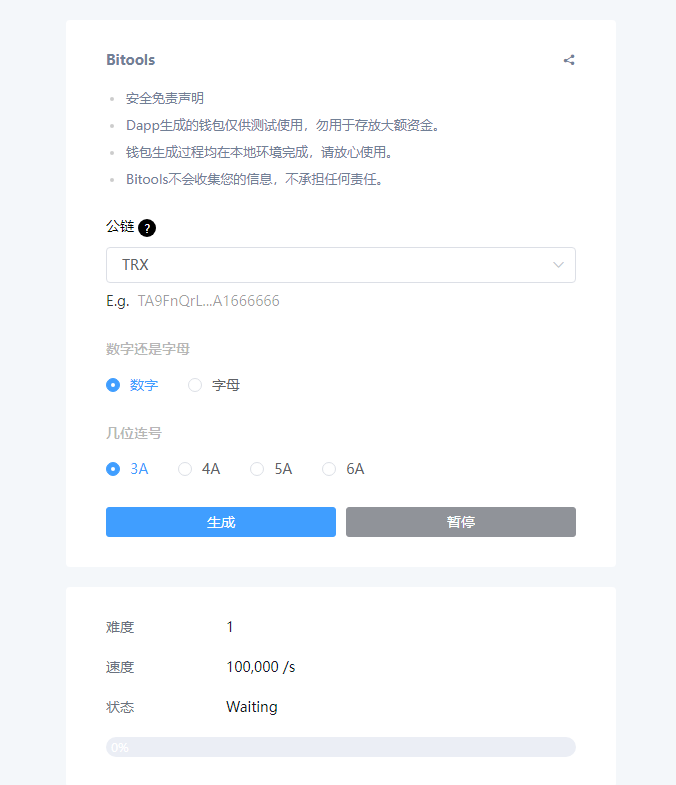 Bitools
安全免责声明
Dapp生成的钱包仅供测试使用，勿用于存放大额资金。
钱包生成过程均在本地环境完成，请放心使用。
Bitools不会收集您的信息，不承担任何责任。
公链 ?
TRX
E.g. TA9FnQrL...A1666666
数字还是字母
数字 字母
几位连号
3A 4A 5A 6A
生成 暂停
难度 1
速度 100,000 /s
状态 Waiting
0%